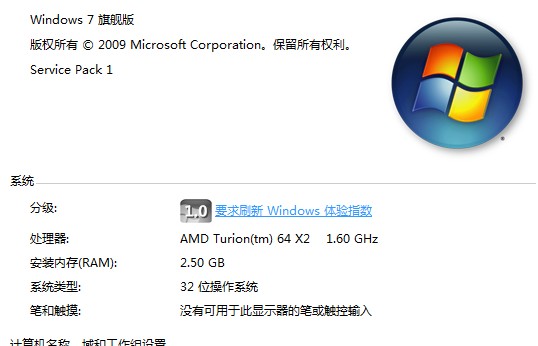 Windows 7 旗舰版
版权所有 © 2009 Microsoft Corporation。保留所有权利。
Service Pack 1
系统
分级: 1.0 要求刷新 Windows 体验指数
处理器: AMD Turion(tm) 64 X2 1.60 GHz
安装内存(RAM): 2.50 GB
系统类型: 32 位操作系统
笔和触摸: 没有可用于此显示器的笔或触控输入
计算机名称、域和工作组设置